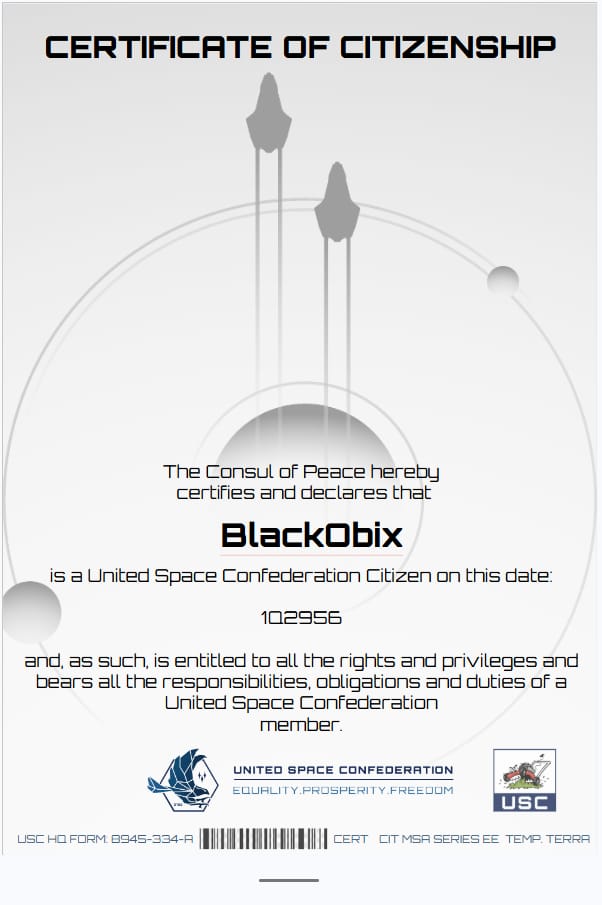 CERTIFICATE OF CITIZENSHIP
The Consul of Peace hereby
certifies and declares that
BlackObix
is a United Space Confederation Citizen on this date:
1Q2956
and, as such, is entitled to all the rights and privileges and
bears all the responsibilities, obligations and duties of a
United Space Confederation
member.
UNITED SPACE CONFEDERATION
EQUALITY.PROSPERITY.FREEDOM
USC
USC HQ FORM: 8945-334-A CERT CIT MSA SERIES EE TEMP. TERRA